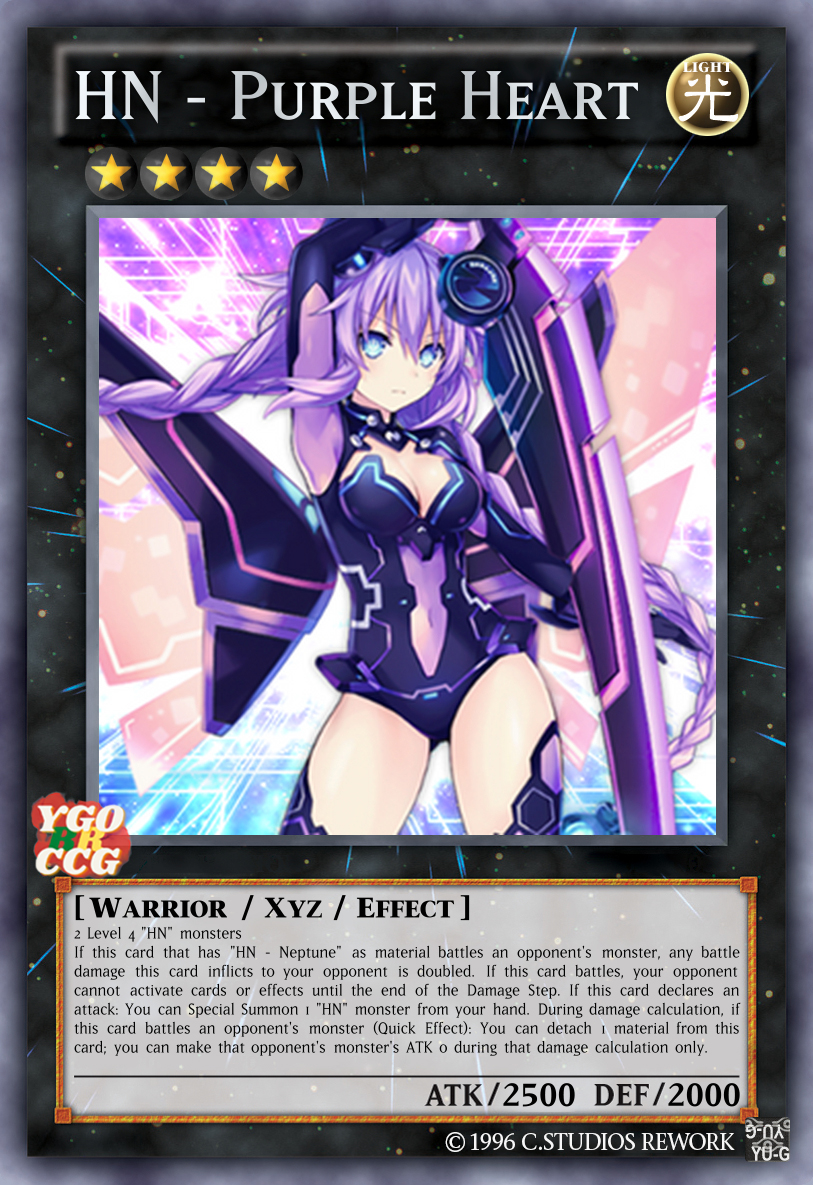 HN - Purple Heart
LIGHT
光
YGO
RR
CCG
[ Warrior / Xyz / Effect ]
2 Level 4 "HN" monsters
If this card that has "HN - Neptune" as material battles an opponent's monster, any battle
damage this card inflicts to your opponent is doubled. If this card battles, your opponent
cannot activate cards or effects until the end of the Damage Step. If this card declares an
attack: You can Special Summon 1 "HN" monster from your hand. During damage calculation, if
this card battles an opponent's monster (Quick Effect): You can detach 1 material from this
card; you can make that opponent's monster's ATK 0 during that damage calculation only.
ATK/2500 DEF/2000
© 1996 C.STUDIOS REWORK
YU-G
YU-G